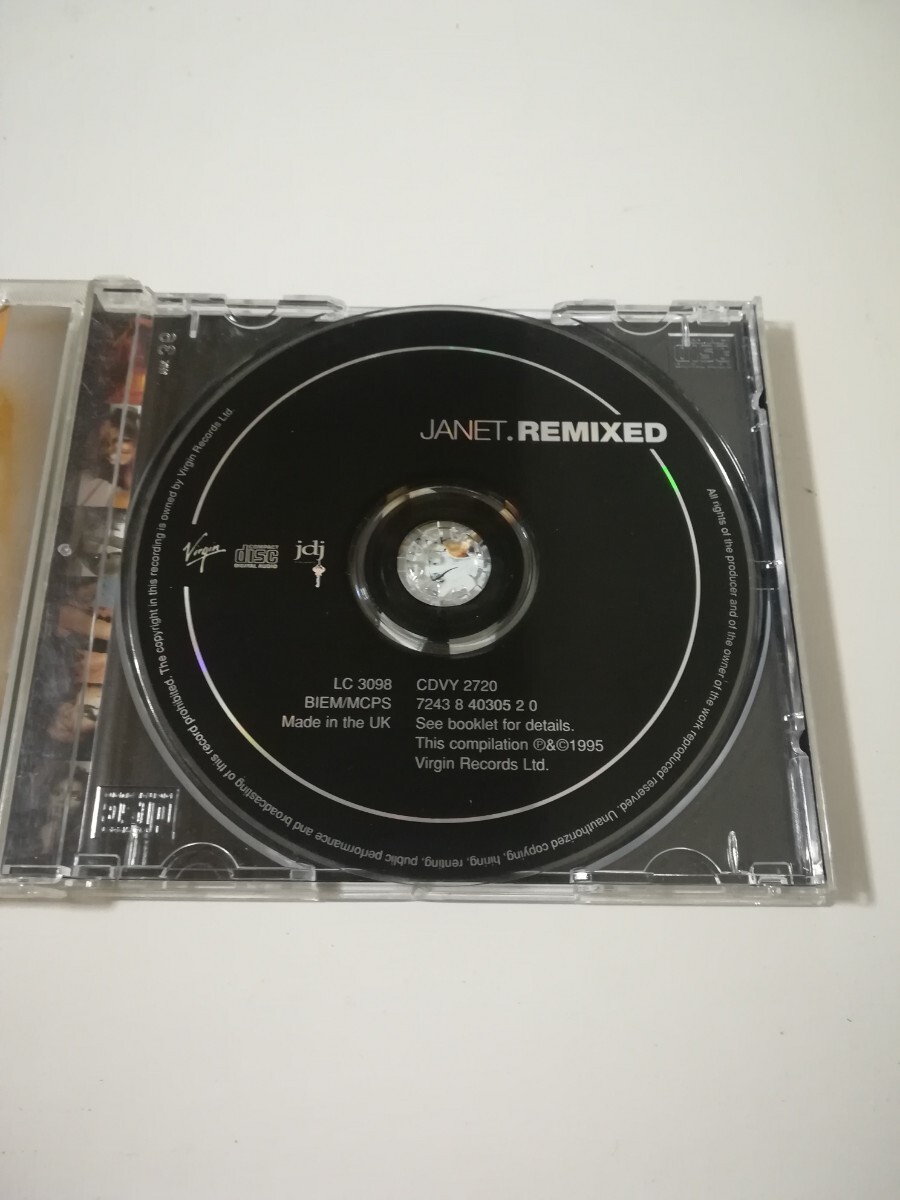 JANET.REMIXED
Virgin
COMPACT
disc
DIGITAL AUDIO
jdj
LC 3098 CDVY 2720
BIEM/MCPS 7243 8 40305 2 0
Made in the UK See booklet for details.
This compilation ℗&©1995
Virgin Records Ltd.
All rights of the producer and of the owner of the work reproduced reserved. Unauthorized copying, hiring, renting, public performance and broadcasting of this record prohibited. The copyright in this recording is owned by Virgin Records Ltd.